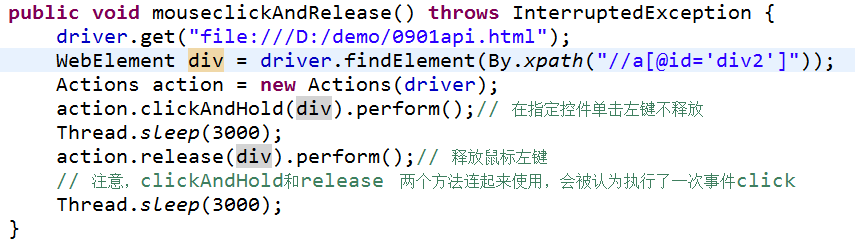 public void mouseclickAndRelease() throws InterruptedException {
driver.get("file:///D:/demo/0901api.html");
WebElement div = driver.findElement(By.xpath("//a[@id='div2']"));
Actions action = new Actions(driver);
action.clickAndHold(div).perform();// 在指定控件单击左键不释放
Thread.sleep(3000);
action.release(div).perform();// 释放鼠标左键
// 注意，clickAndHold和release 两个方法连起来使用，会被认为执行了一次事件click
Thread.sleep(3000);
}